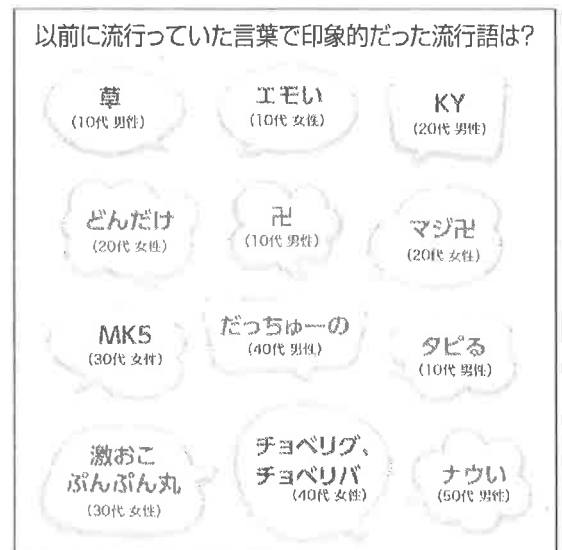 以前に流行っていた言葉で印象的だった流行語は?
草
(10代 男性)
エモい
(10代 女性)
KY
(20代 男性)
どんだけ
(20代 女性)
卍
(10代 男性)
マジ卍
(20代 女性)
MK5
(30代 女性)
だっちゅーの
(40代 男性)
タピる
(10代 男性)
激おこ
ぷんぷん丸
(30代 女性)
チョベリグ、
チョベリバ
(40代 女性)
ナウい
(50代 男性)